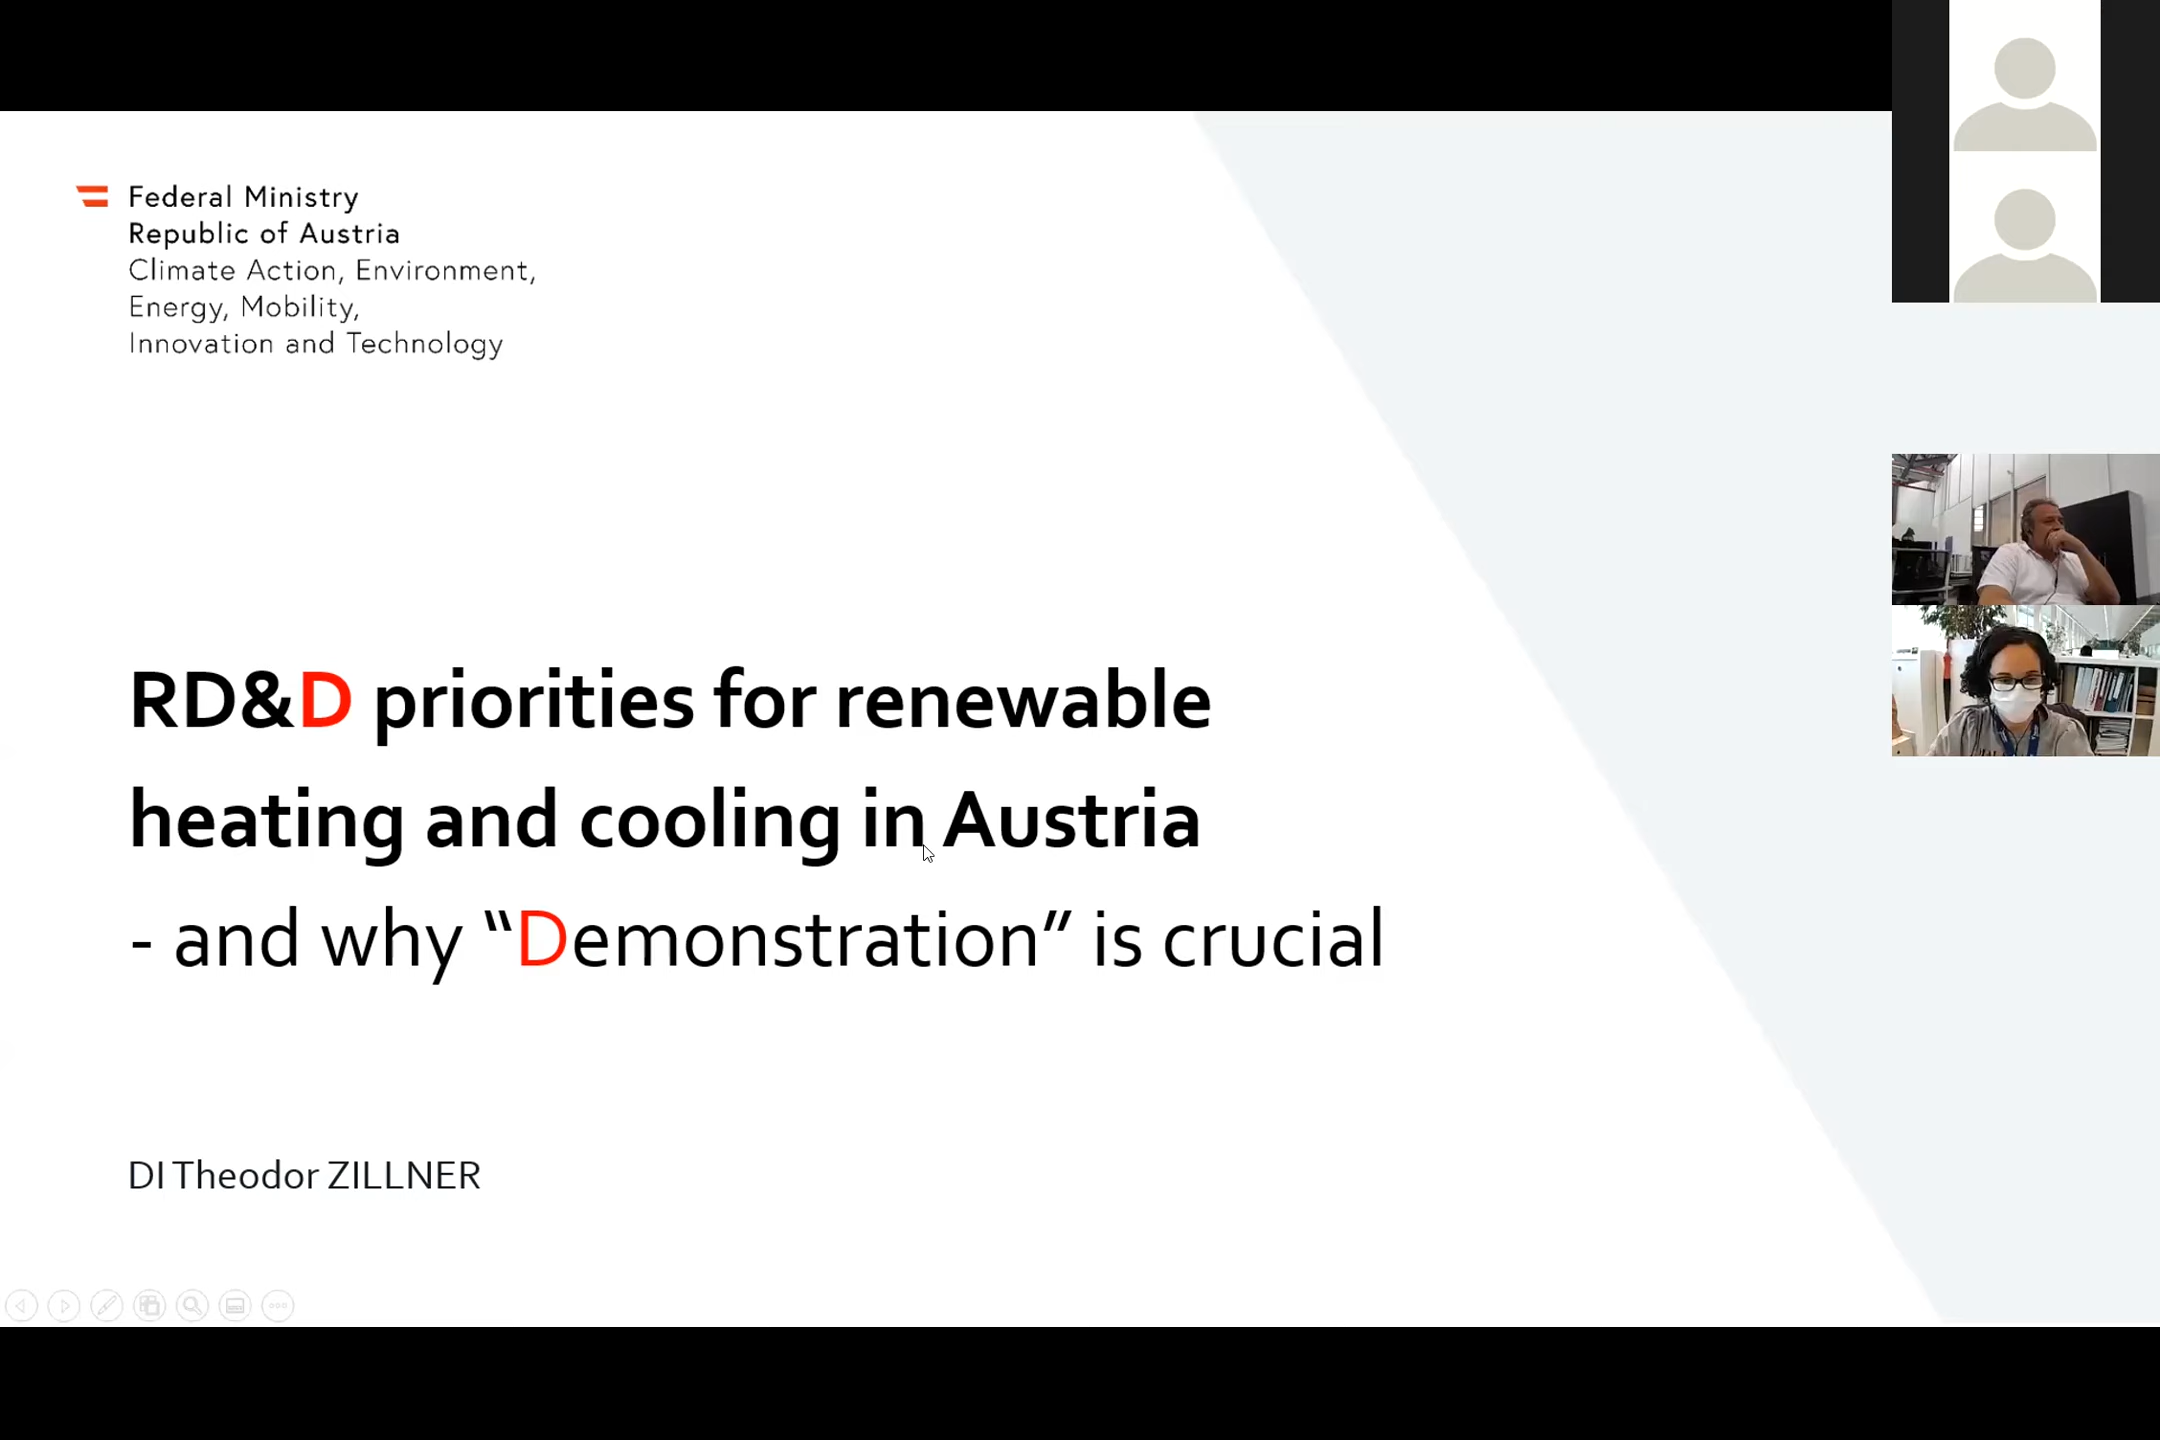 Federal Ministry
Republic of Austria
Climate Action, Environment,
Energy, Mobility,
Innovation and Technology
RD&D priorities for renewable
heating and cooling in Austria
- and why “Demonstration” is crucial
DI Theodor ZILLNER